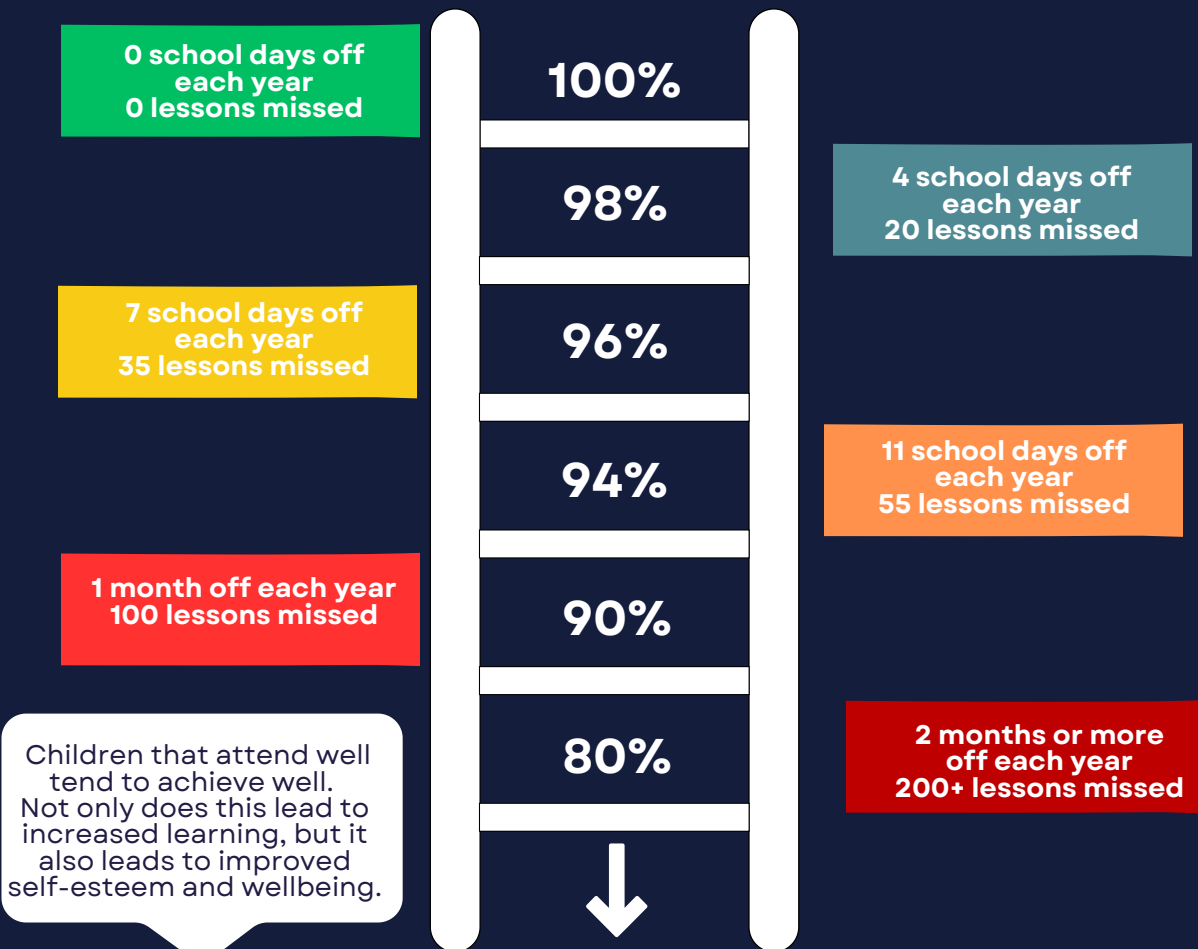 0 school days off
each year
0 lessons missed
100%
98%
4 school days off
each year
20 lessons missed
7 school days off
each year
35 lessons missed
96%
94%
11 school days off
each year
55 lessons missed
1 month off each year
100 lessons missed
90%
80%
2 months or more
off each year
200+ lessons missed
Children that attend well
tend to achieve well.
Not only does this lead to
increased learning, but it
also leads to improved
self-esteem and wellbeing.